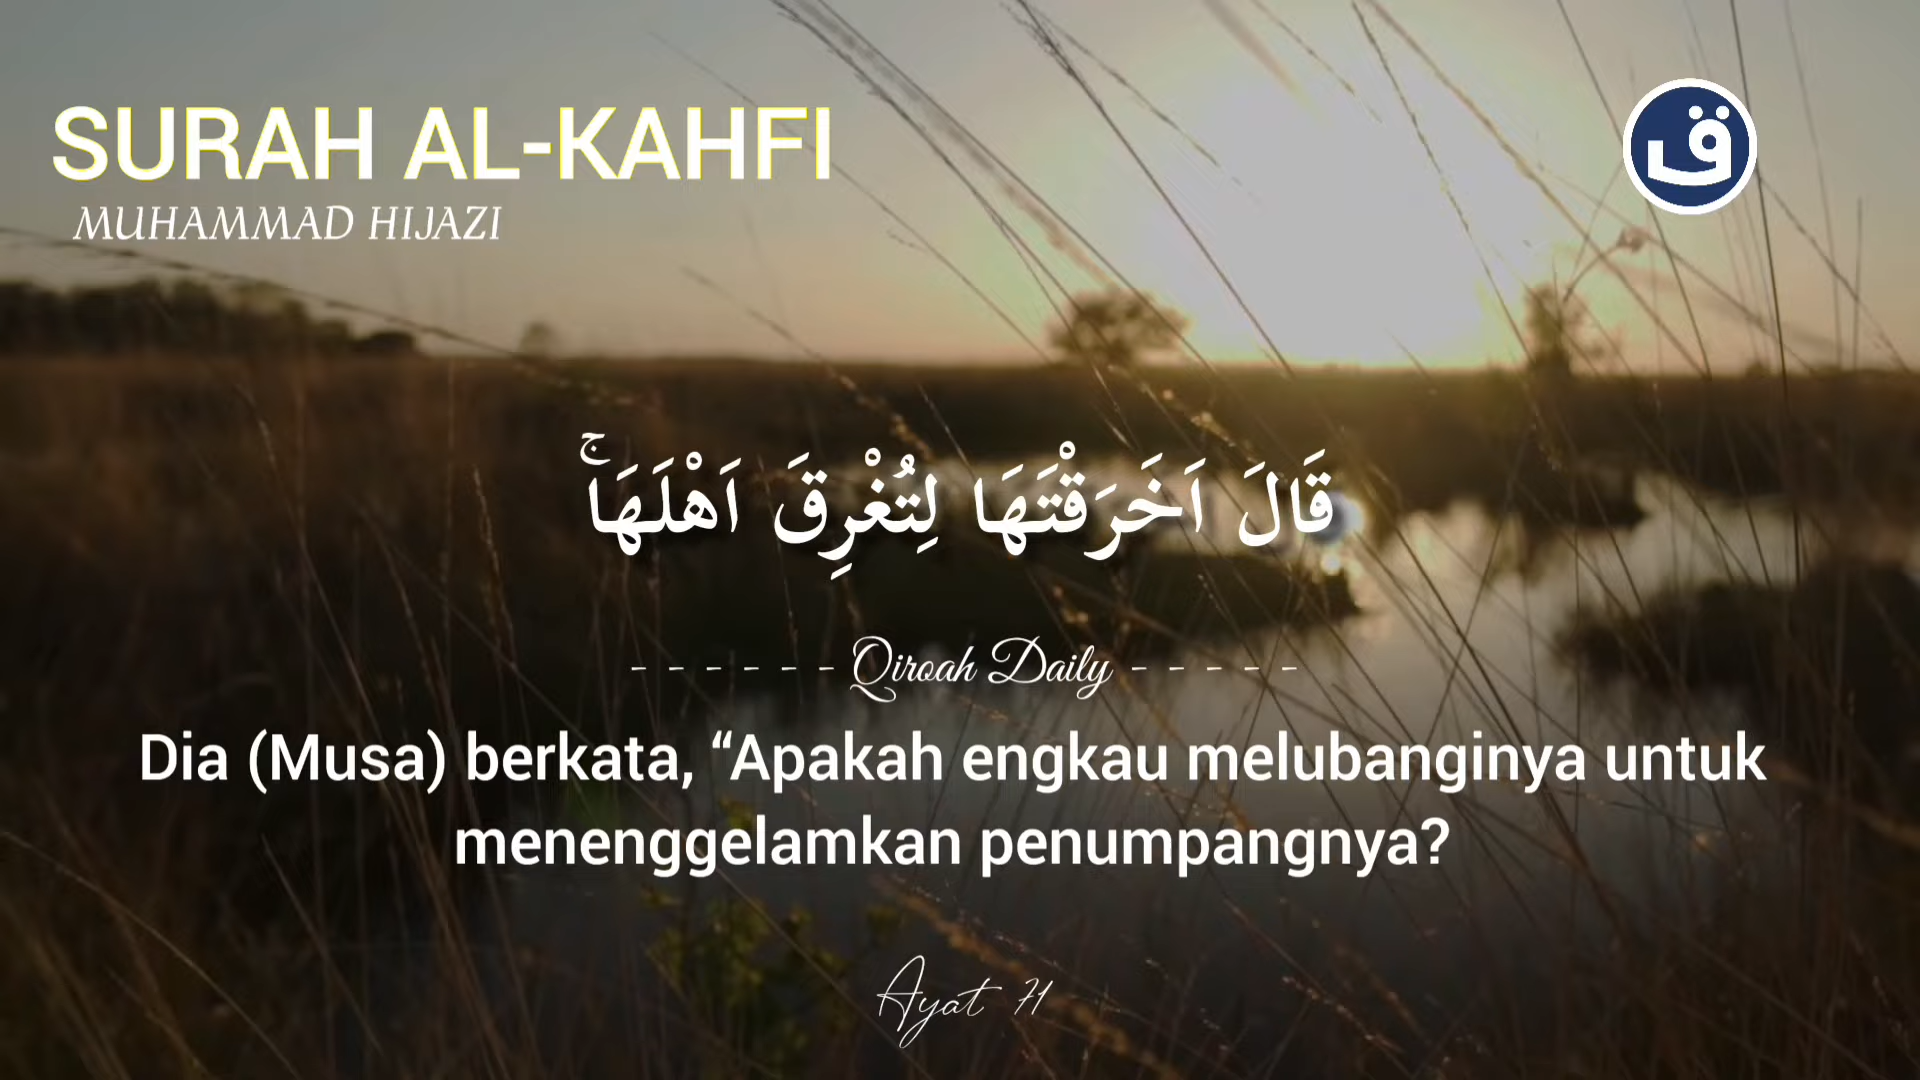 SURAH AL-KAHFI
MUHAMMAD HIJAZI
ق
قَالَ اَخَرَقْتَهَا لِتُغْرِقَ اَهْلَهَاۚ
- - - - - - Qiroah Daily - - - - -
Dia (Musa) berkata, “Apakah engkau melubanginya untuk
menenggelamkan penumpangnya?
Ayat 71